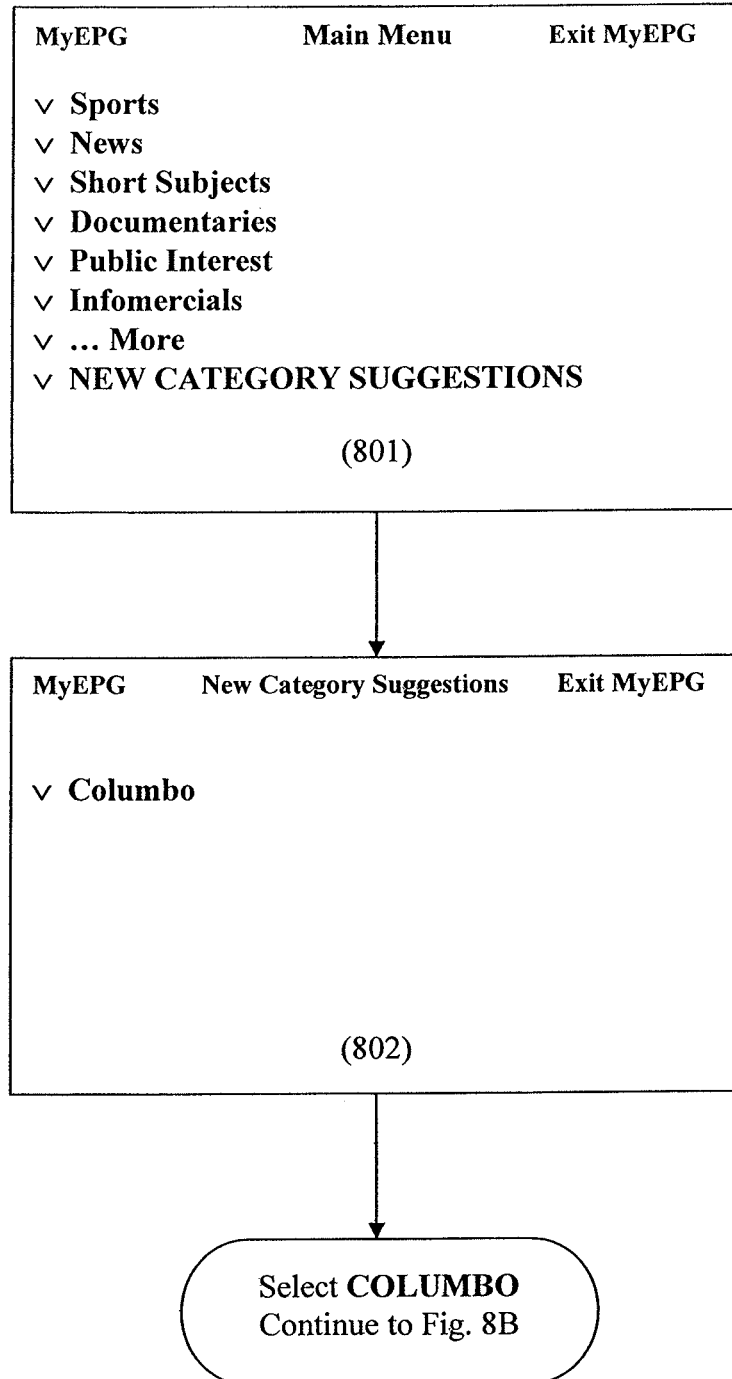 MyEPG Main Menu Exit MyEPG
v Sports
v News
v Short Subjects
v Documentaries
v Public Interest
v Infomercials
v ... More
v NEW CATEGORY SUGGESTIONS
(801)
MyEPG New Category Suggestions Exit MyEPG
v Columbo
(802)
Select COLUMBO
Continue to Fig. 8B